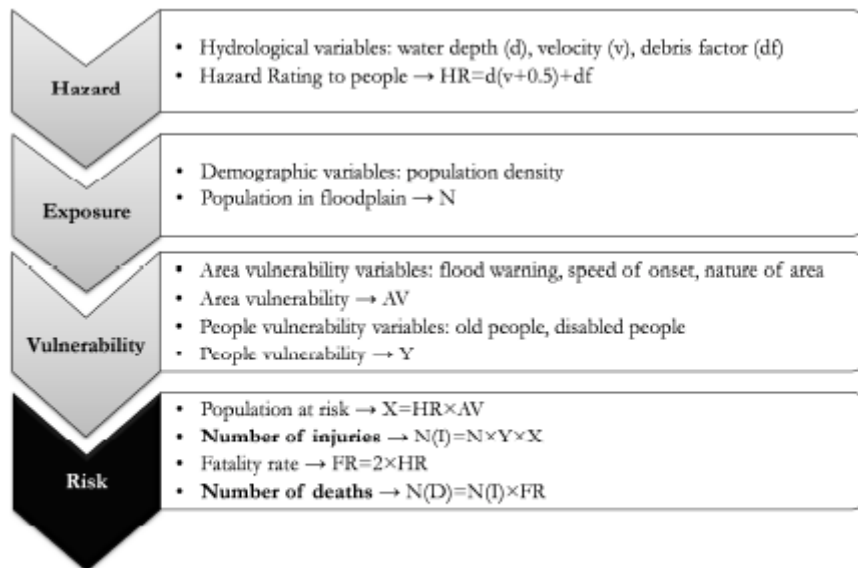 Hazard
• Hydrological variables: water depth (d), velocity (v), debris factor (df)
• Hazard Rating to people → HR=d(v+0.5)+df
Exposure
• Demographic variables: population density
• Population in floodplain → N
Vulnerability
• Area vulnerability variables: flood warning, speed of onset, nature of area
• Area vulnerability → AV
• People vulnerability variables: old people, disabled people
• People vulnerability → Y
Risk
• Population at risk → X=HR×AV
• Number of injuries → N(I)=N×Y×X
• Fatality rate → FR=2×HR
• Number of deaths → N(D)=N(I)×FR